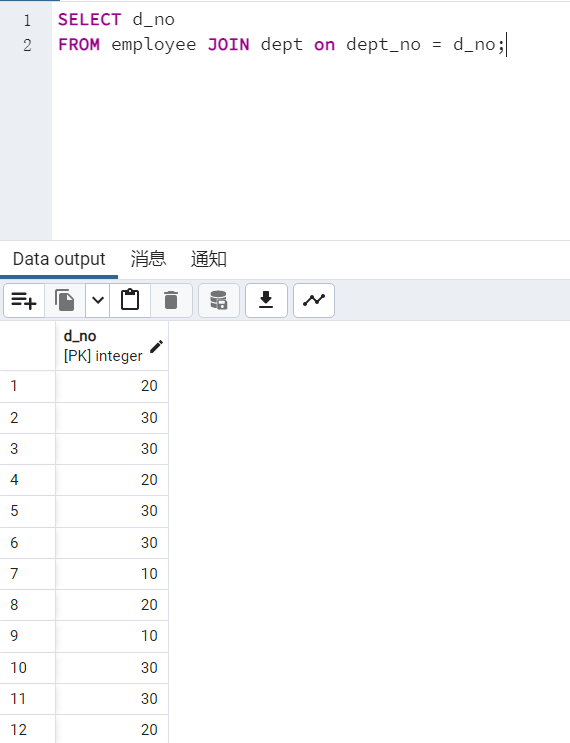 1 SELECT d_no
2 FROM employee JOIN dept on dept_no = d_no;
Data output 消息 通知
d_no
[PK] integer
1 20
2 30
3 30
4 20
5 30
6 30
7 10
8 20
9 10
10 30
11 30
12 20